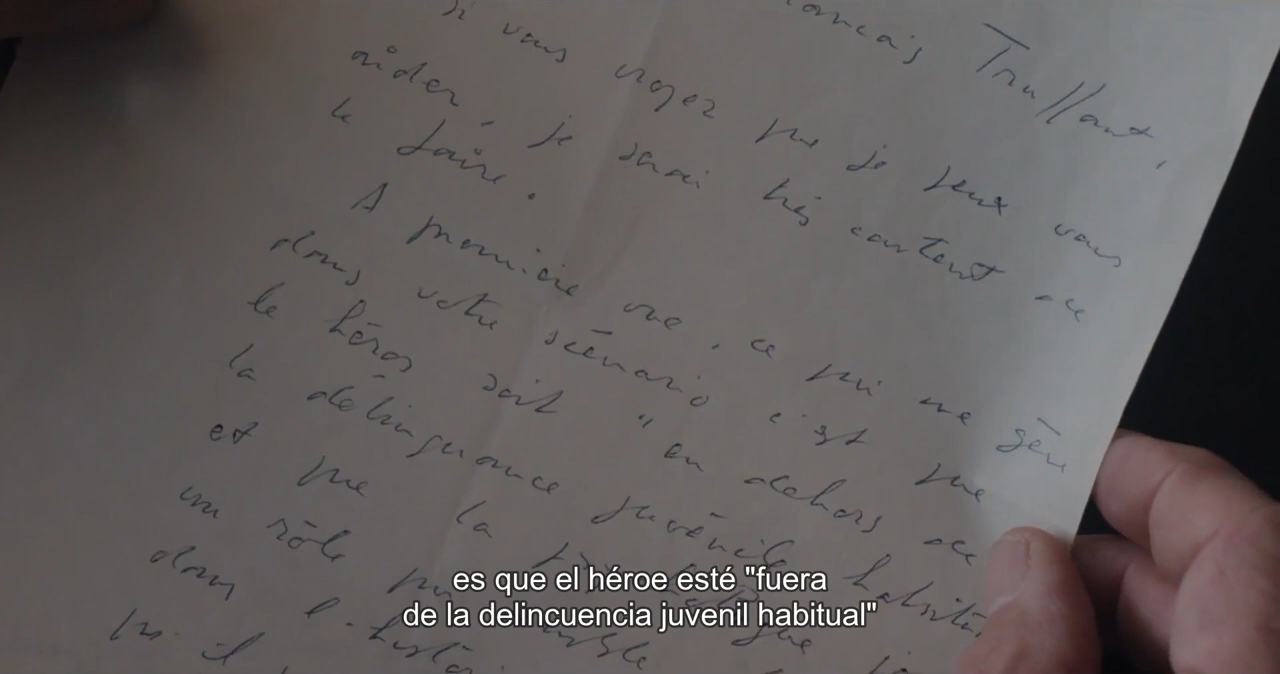 François Truffaut,
si vous croyez que je peux vous
aider, je serai très content de
le faire.
A première vue, ce qui me gêne
dans votre scénario c'est que
le héros soit "en dehors de
la délinquance juvénile habituelle
et que la
un rôle
dans l'histoire
es que el héroe esté "fuera
de la delincuencia juvenil habitual"